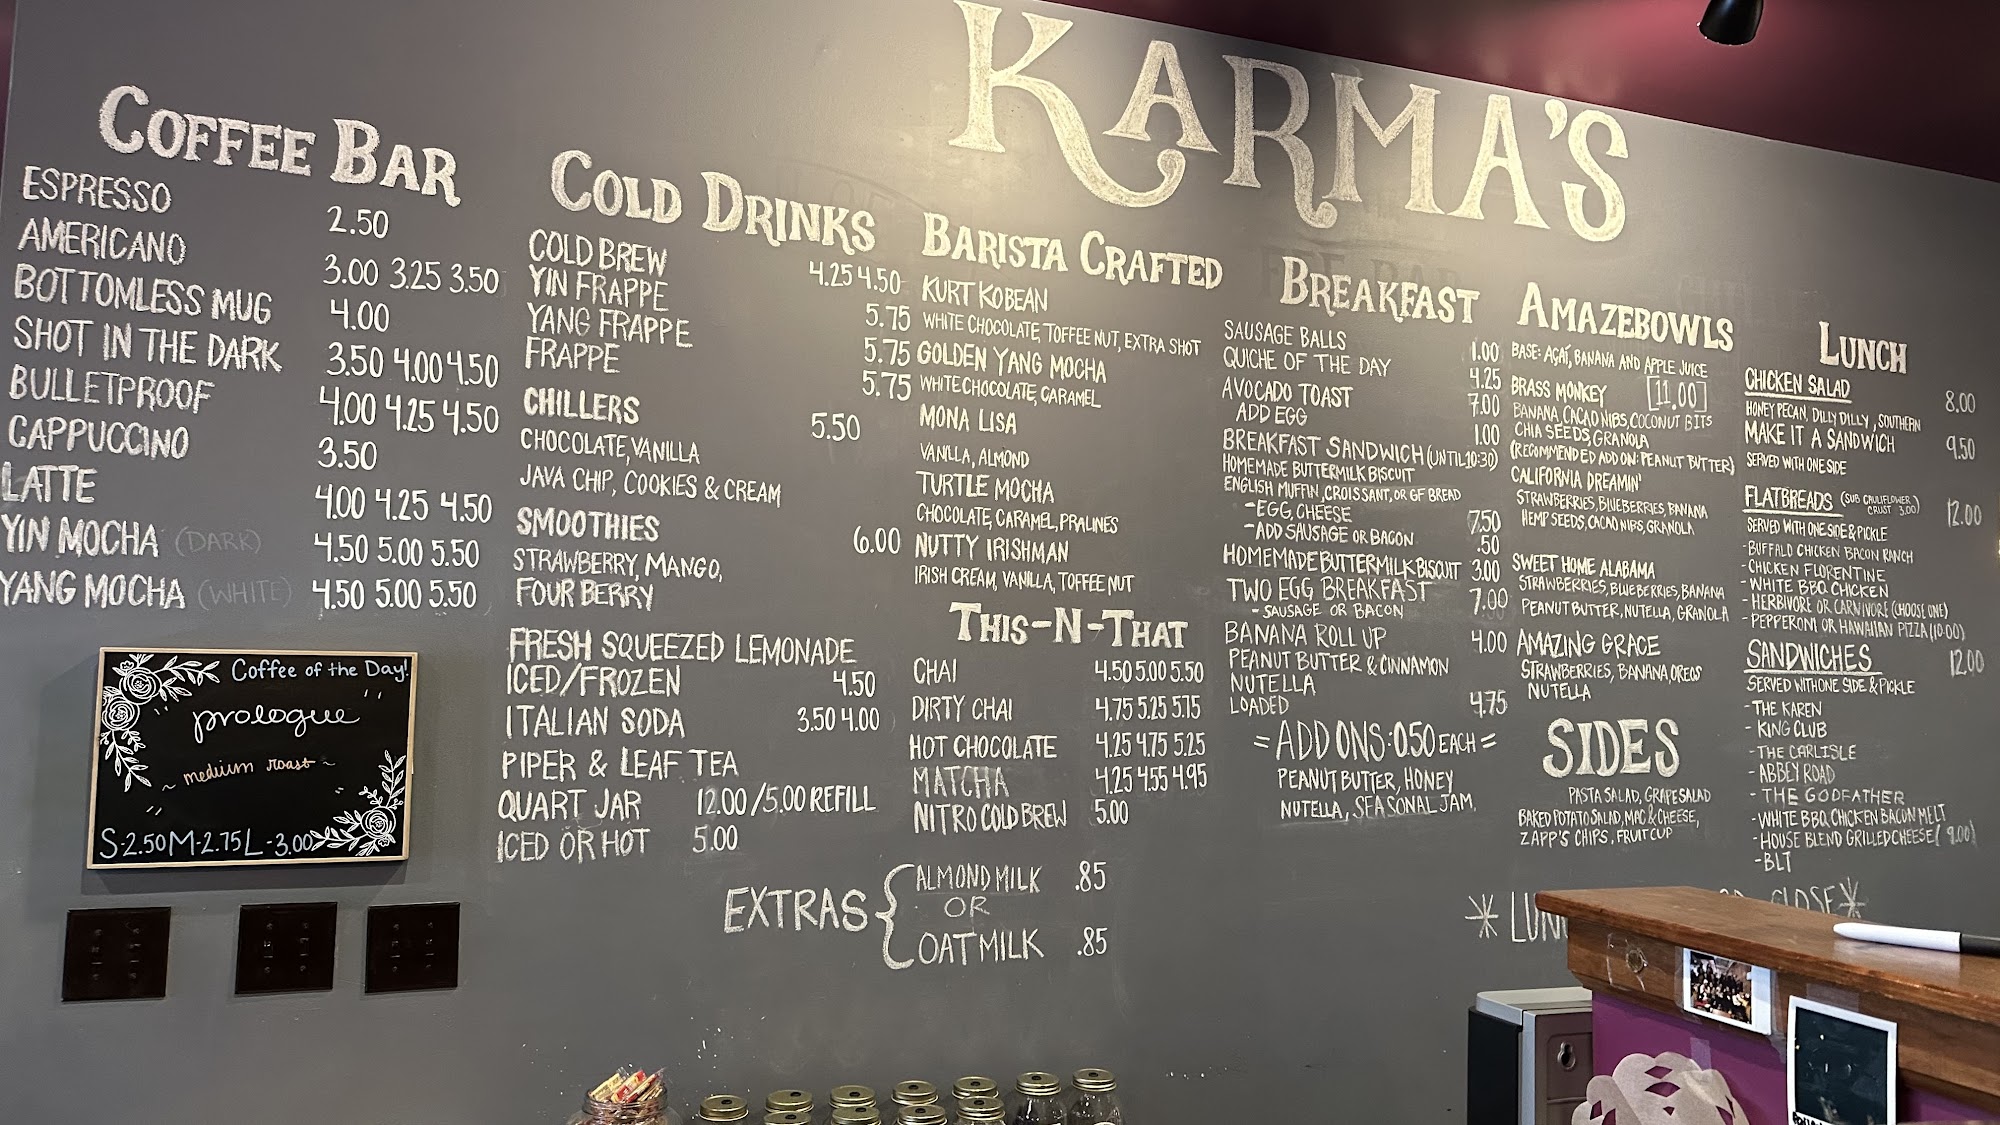 KARMA'S
COFFEE BAR
ESPRESSO 2.50
AMERICANO 3.00 3.25 3.50
BOTTOMLESS MUG 4.00
SHOT IN THE DARK 3.50 4.00 4.50
BULLETPROOF 4.00 4.25 4.50
CAPPUCCINO 3.50
LATTE 4.00 4.25 4.50
YIN MOCHA (DARK) 4.50 5.00 5.50
YANG MOCHA (WHITE) 4.50 5.00 5.50
Coffee of the Day!
"prologue"
~ medium roast ~
S-2.50 M-2.75 L-3.00
COLD DRINKS
COLD BREW 4.25 4.50
YIN FRAPPE 5.75
YANG FRAPPE 5.75
FRAPPE 5.75
CHILLERS 5.50
CHOCOLATE, VANILLA
JAVA CHIP, COOKIES & CREAM
SMOOTHIES 6.00
STRAWBERRY, MANGO,
FOUR BERRY
FRESH SQUEEZED LEMONADE
ICED/FROZEN 4.50
ITALIAN SODA 3.50 4.00
PIPER & LEAF TEA
QUART JAR 12.00/5.00 REFILL
ICED OR HOT 5.00
BARISTA CRAFTED
KURT KOBEAN
WHITE CHOCOLATE, TOFFEE NUT, EXTRA SHOT
GOLDEN YANG MOCHA
WHITE CHOCOLATE, CARAMEL
MONA LISA
VANILLA, ALMOND
TURTLE MOCHA
CHOCOLATE, CARAMEL, PRALINES
NUTTY IRISHMAN
IRISH CREAM, VANILLA, TOFFEE NUT
THIS-N-THAT
CHAI 4.50 5.00 5.50
DIRTY CHAI 4.75 5.25 5.75
HOT CHOCOLATE 4.25 4.75 5.25
MATCHA 4.25 4.55 4.95
NITRO COLD BREW 5.00
EXTRAS
ALMOND MILK .85
OR
OATMILK .85
BREAKFAST
SAUSAGE BALLS 1.00
QUICHE OF THE DAY 4.25
AVOCADO TOAST 7.00
ADD EGG 1.00
BREAKFAST SANDWICH (UNTIL 10:30)
HOMEMADE BUTTERMILK BISCUIT
ENGLISH MUFFIN, CROISSANT, OR GF BREAD
-EGG, CHEESE 7.50
-ADD SAUSAGE OR BACON .50
HOMEMADE BUTTERMILK BISCUIT 3.00
TWO EGG BREAKFAST 7.00
- SAUSAGE OR BACON
BANANA ROLL UP 4.00
PEANUT BUTTER & CINNAMON
NUTELLA
LOADED 4.75
=ADD ONS: 0.50 EACH=
PEANUT BUTTER, HONEY
NUTELLA, SEASONAL JAM,
AMAZEBOWLS
BASE: AÇAÍ, BANANA AND APPLE JUICE
BRASS MONKEY [11.00]
BANANA, CACAO NIBS, COCONUT BITS
CHIA SEEDS, GRANOLA
(RECOMMENDED ADD ON: PEANUT BUTTER)
CALIFORNIA DREAMIN'
STRAWBERRIES, BLUEBERRIES, BANANA
HEMP SEEDS, CACAO NIBS, GRANOLA
SWEET HOME ALABAMA
STRAWBERRIES, BLUEBERRIES, BANANA
PEANUT BUTTER, NUTELLA, GRANOLA
AMAZING GRACE
STRAWBERRIES, BANANA, OREOS
NUTELLA
SIDES
PASTA SALAD, GRAPE SALAD
BAKED POTATO SALAD, MAC & CHEESE,
ZAPP'S CHIPS, FRUIT CUP
LUNCH
CHICKEN SALAD 8.00
HONEY PECAN, DILLY DILLY, SOUTHERN
MAKE IT A SANDWICH 9.50
SERVED WITH ONE SIDE
FLATBREADS (SUB CAULIFLOWER CRUST 3.00) 12.00
SERVED WITH ONE SIDE & PICKLE
- BUFFALO CHICKEN BACON RANCH
- CHICKEN FLORENTINE
- WHITE BBQ CHICKEN
- HERBIVORE OR CARNIVORE (CHOOSE ONE)
- PEPPERONI OR HAWAIIAN PIZZA (10.00)
SANDWICHES 12.00
SERVED WITH ONE SIDE & PICKLE
- THE KAREN
- KING CLUB
- THE CARLISLE
- ABBEY ROAD
- THE GODFATHER
- WHITE BBQ CHICKEN BACON MELT
- HOUSE BLEND GRILLED CHEESE (9.00)
- BLT
CLOSE*